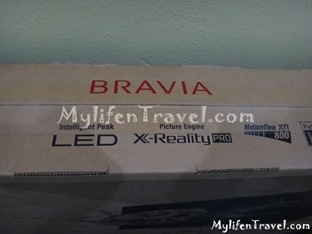 BRAVIA
MylifenTravel.com
Intelligent Peak
LED
Picture Engine
X-Reality PRO
Motionflow XR
800
MylifenTravel.com